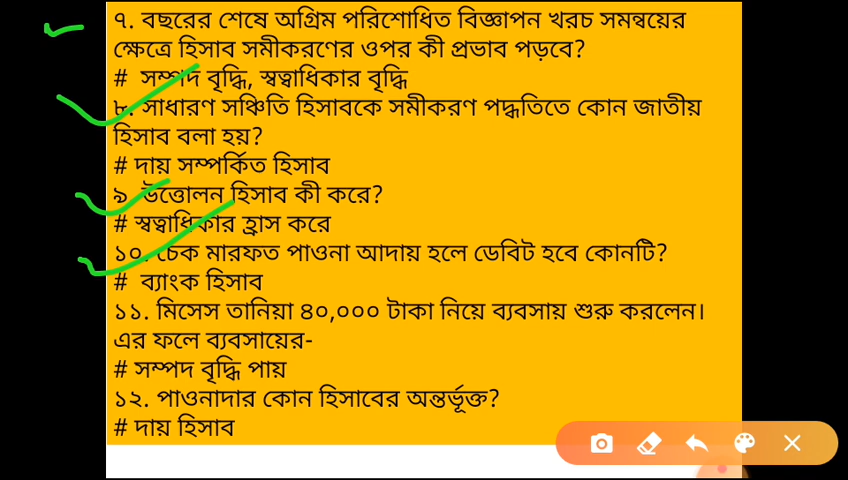 ৭. বছরের শেষে অগ্রিম পরিশোধিত বিজ্ঞাপন খরচ সমন্বয়ের
ক্ষেত্রে হিসাব সমীকরণের ওপর কী প্রভাব পড়বে?
# সম্পদ বৃদ্ধি, স্বত্বাধিকার বৃদ্ধি
৮. সাধারণ সঞ্চিতি হিসাবকে সমীকরণ পদ্ধতিতে কোন জাতীয়
হিসাব বলা হয়?
# দায় সম্পর্কিত হিসাব
৯ উত্তোলন হিসাব কী করে?
# স্বত্বাধিকার হ্রাস করে
১০. চেক মারফত পাওনা আদায় হলে ডেবিট হবে কোনটি?
# ব্যাংক হিসাব
১১. মিসেস তানিয়া ৪০,০০০ টাকা নিয়ে ব্যবসায় শুরু করলেন।
এর ফলে ব্যবসায়ের-
# সম্পদ বৃদ্ধি পায়
১২. পাওনাদার কোন হিসাবের অন্তর্ভূক্ত?
# দায় হিসাব